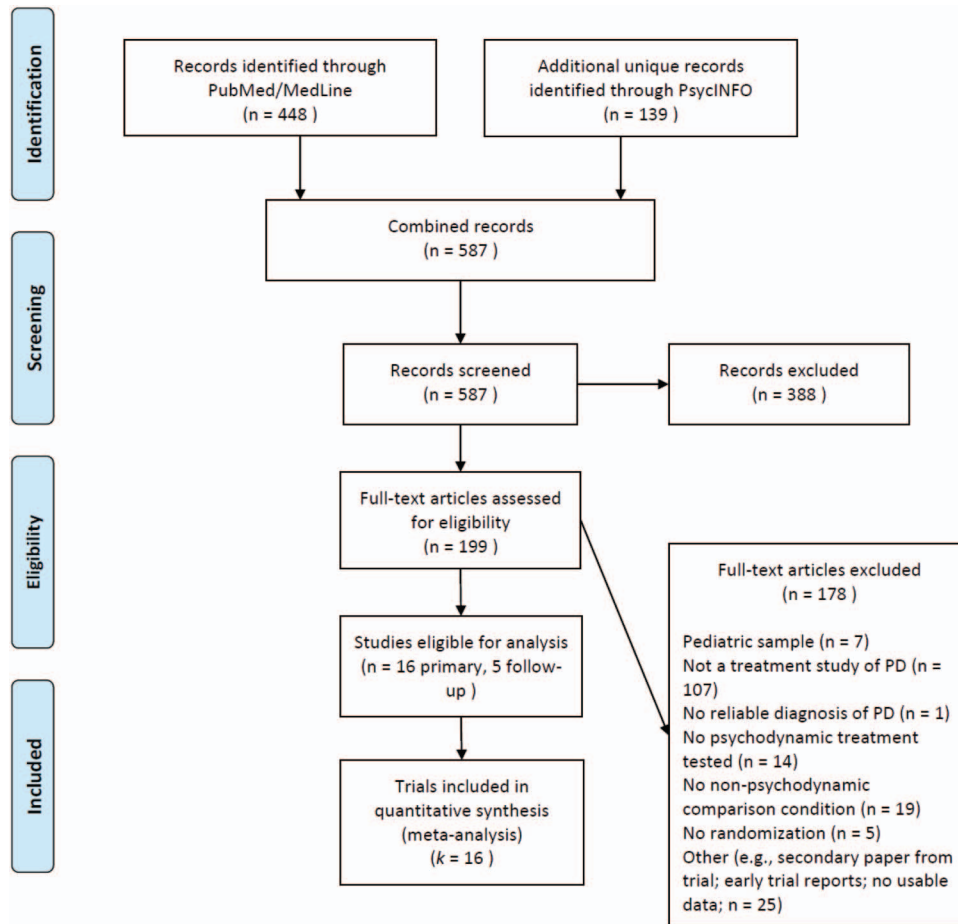 Identification
Records identified through
PubMed/MedLine
(n = 448 )
Additional unique records
identified through PsycINFO
(n = 139 )
Combined records
(n = 587 )
Screening
Records screened
(n = 587 )
Records excluded
(n = 388 )
Eligibility
Full-text articles assessed
for eligibility
(n = 199 )
Full-text articles excluded
(n = 178 )
Pediatric sample (n = 7)
Not a treatment study of PD (n =
107)
No reliable diagnosis of PD (n = 1)
No psychodynamic treatment
tested (n = 14)
No non-psychodynamic
comparison condition (n = 19)
No randomization (n = 5)
Other (e.g., secondary paper from
trial; early trial reports; no usable
data; n = 25)
Studies eligible for analysis
(n = 16 primary, 5 follow-
up )
Included
Trials included in
quantitative synthesis
(meta-analysis)
(k = 16 )